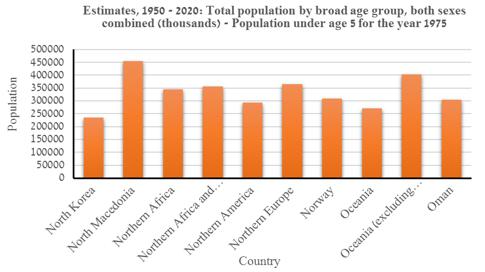 Estimates, 1950 - 2020: Total population by broad age group, both sexes
combined (thousands) - Population under age 5 for the year 1975
Population
500000
450000
400000
350000
300000
250000
200000
150000
100000
50000
0
North Korea
North Macedonia
Northern Africa
Northern Africa and…
Northern America
Northern Europe
Norway
Oceania
Oceania (excluding…
Oman
Country